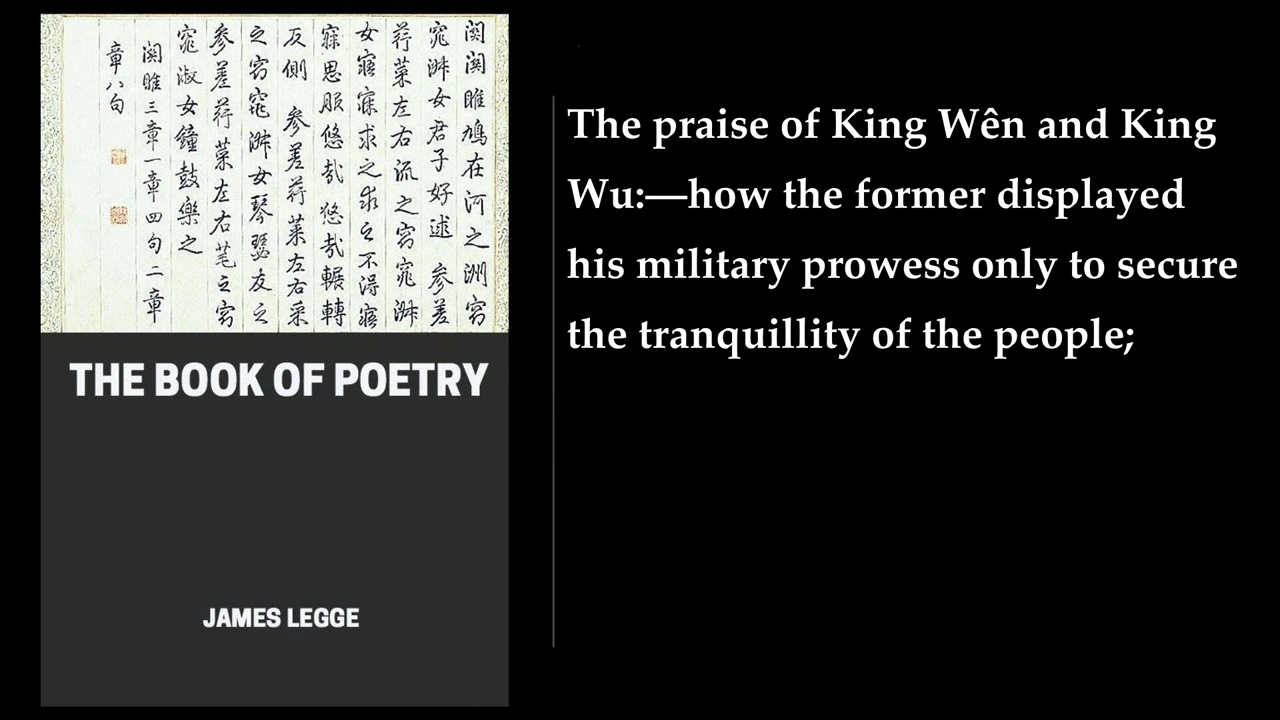 関関雎鳩在河之洲窈
窕淑女君子好逑 參差
荇菜左右流之窈窕淑
女寤寐求之求之不得寤
寐思服悠哉悠哉輾轉
反側 參差荇菜左右采
之窈窕淑女琴瑟友之
參差荇菜左右芼之窈
窕淑女鐘鼓樂之
関雎三章一章四句二章
章八句
THE BOOK OF POETRY
JAMES LEGGE
The praise of King Wên and King
Wu:—how the former displayed
his military prowess only to secure
the tranquillity of the people;